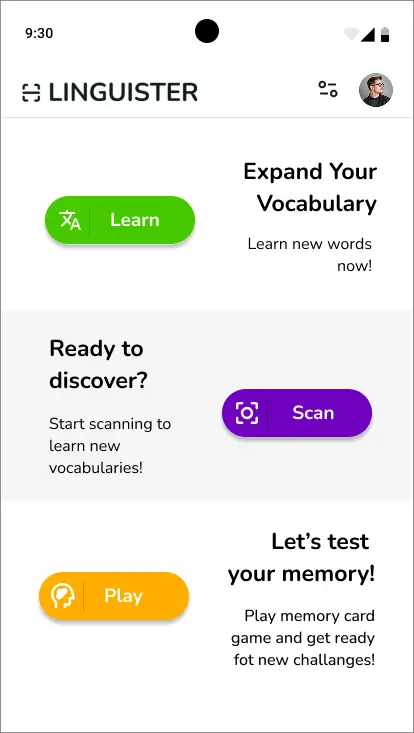 9:30
LINGUISTER
Expand Your
Vocabulary
Learn
Learn new words
now!
Ready to
discover?
Start scanning to
learn new
vocabularies!
Scan
Let’s test
your memory!
Play
Play memory card
game and get ready
fot new challanges!